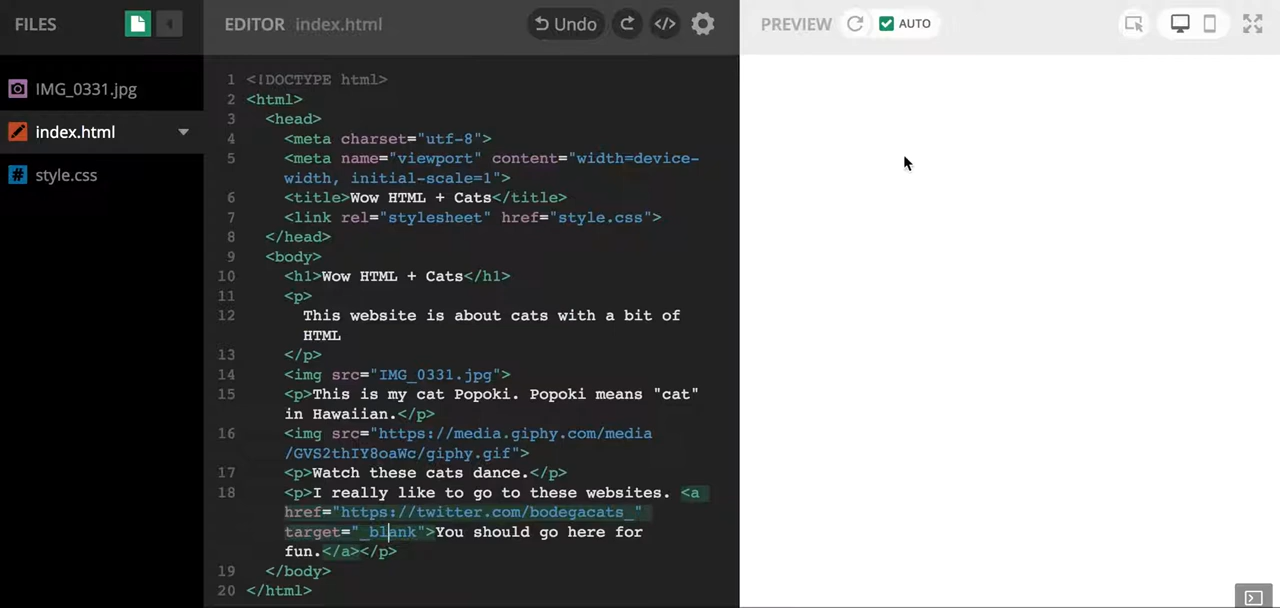 FILES
EDITOR index.html
Undo
PREVIEW
AUTO
IMG_0331.jpg
index.html
style.css
1 <!DOCTYPE html>
2 <html>
3 <head>
4 <meta charset="utf-8">
5 <meta name="viewport" content="width=device-
width, initial-scale=1">
6 <title>Wow HTML + Cats</title>
7 <link rel="stylesheet" href="style.css">
8 </head>
9 <body>
10 <h1>Wow HTML + Cats</h1>
11 <p>
12 This website is about cats with a bit of
HTML
13 </p>
14 <img src="IMG_0331.jpg">
15 <p>This is my cat Popoki. Popoki means "cat"
in Hawaiian.</p>
16 <img src="https://media.giphy.com/media
/GVS2thIY8oaWc/giphy.gif">
17 <p>Watch these cats dance.</p>
18 <p>I really like to go to these websites. <a
href="https://twitter.com/bodegacats_"
target="_blank">You should go here for
fun.</a></p>
19 </body>
20 </html>